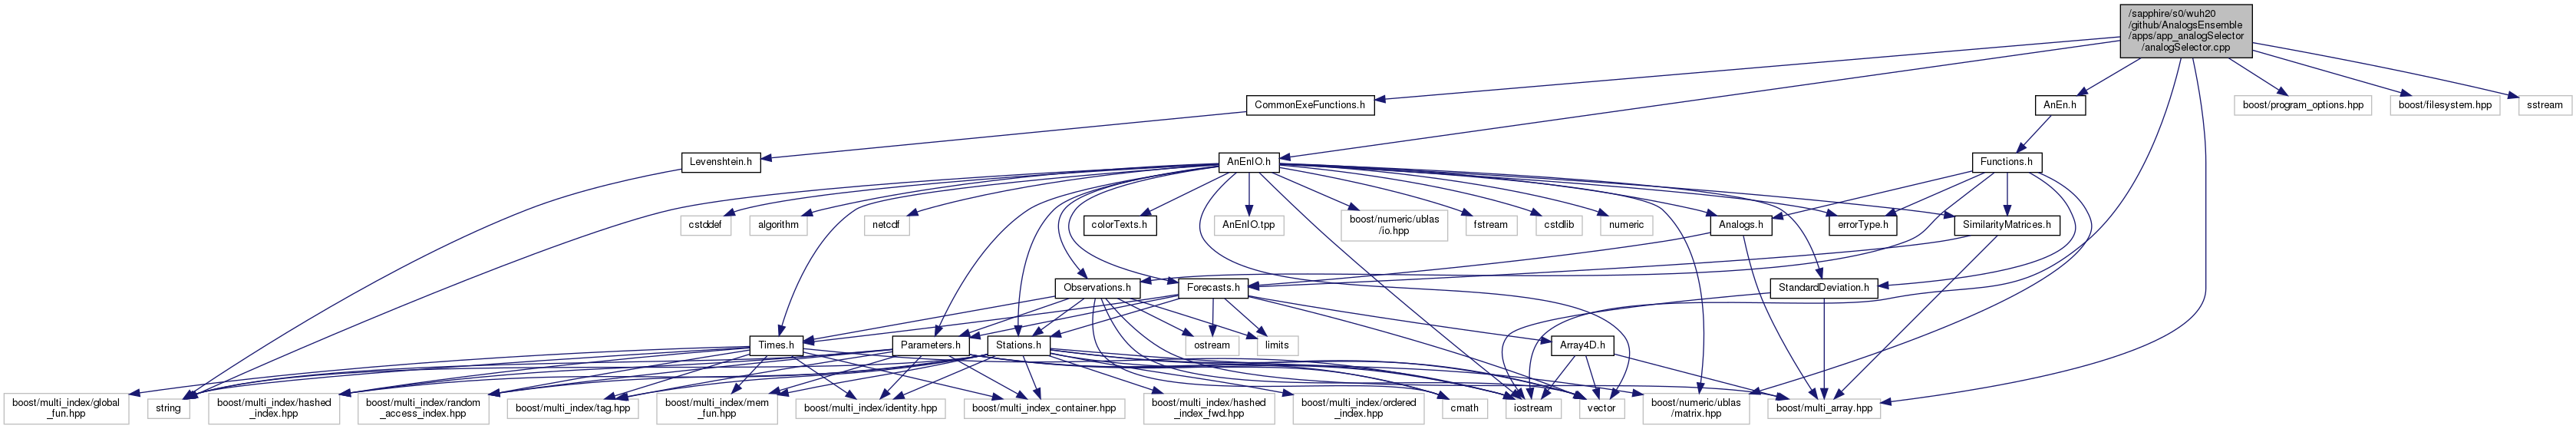 /sapphire/s0/wuh20
/github/AnalogsEnsemble
/apps/app_analogSelector
/analogSelector.cpp
CommonExeFunctions.h
AnEn.h
boost/program_options.hpp
boost/filesystem.hpp
sstream
Levenshtein.h
AnEnIO.h
Functions.h
cstddef
algorithm
netcdf
colorTexts.h
AnEnIO.tpp
boost/numeric/ublas
/io.hpp
fstream
cstdlib
numeric
Analogs.h
errorType.h
SimilarityMatrices.h
Observations.h
Forecasts.h
StandardDeviation.h
Times.h
Parameters.h
Stations.h
ostream
limits
Array4D.h
boost/multi_index/global
_fun.hpp
string
boost/multi_index/hashed
_index.hpp
boost/multi_index/random
_access_index.hpp
boost/multi_index/tag.hpp
boost/multi_index/mem
_fun.hpp
boost/multi_index/identity.hpp
boost/multi_index_container.hpp
boost/multi_index/hashed
_index_fwd.hpp
boost/multi_index/ordered
_index.hpp
cmath
iostream
vector
boost/numeric/ublas
/matrix.hpp
boost/multi_array.hpp